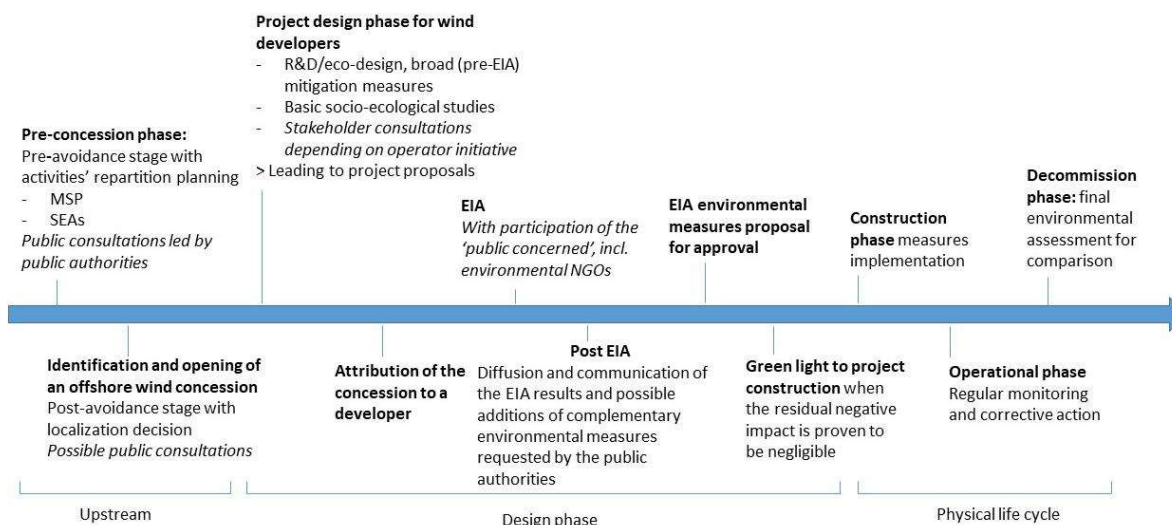 Project design phase for wind
developers
- R&D/eco-design, broad (pre-EIA)
mitigation measures
- Basic socio-ecological studies
- Stakeholder consultations
depending on operator initiative
> Leading to project proposals
Pre-concession phase:
Pre-avoidance stage with
activities' repartition planning
- MSP
- SEAs
Public consultations led by
public authorities
EIA
With participation of the
'public concerned', incl.
environmental NGOs
EIA environmental
measures proposal
for approval
Construction
phase measures
implementation
Decommission
phase: final
environmental
assessment for
comparison
Identification and opening of
an offshore wind concession
Post-avoidance stage with
localization decision
Possible public consultations
Attribution of the
concession to a
developer
Post EIA
Diffusion and communication of
the EIA results and possible
additions of complementary
environmental measures
requested by the public
authorities
Green light to project
construction when
the residual negative
impact is proven to
be negligible
Operational phase
Regular monitoring
and corrective action
Upstream
Design phase
Physical life cycle